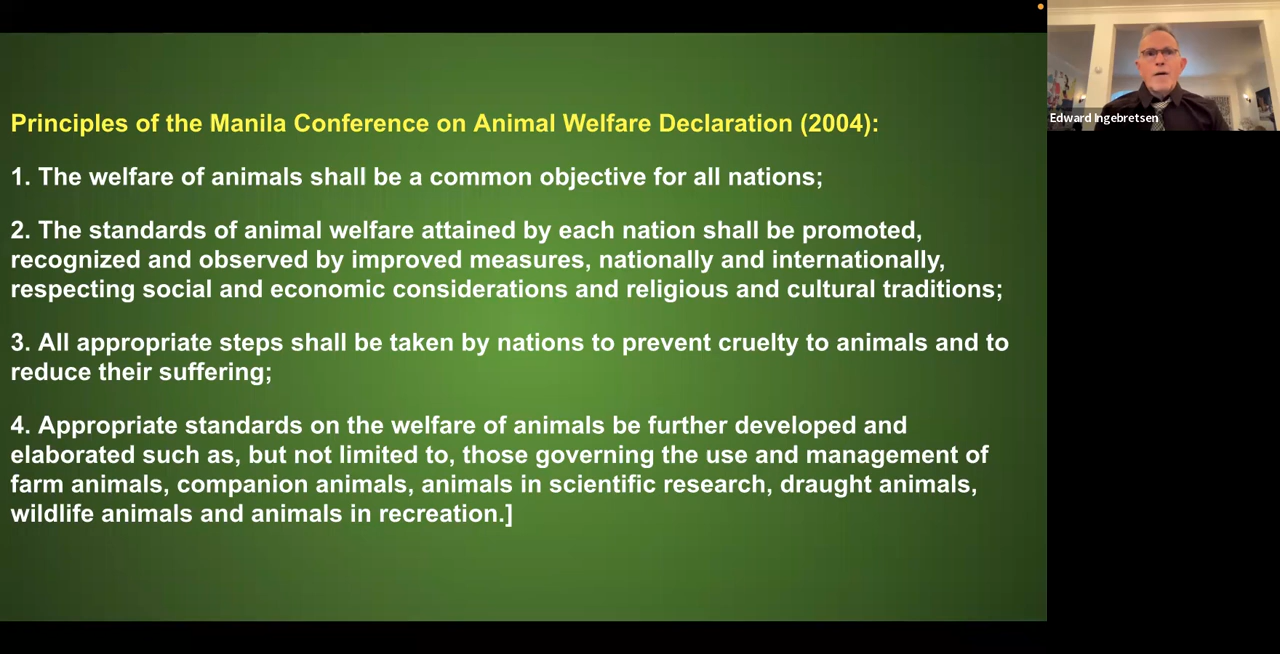 Principles of the Manila Conference on Animal Welfare Declaration (2004):
1. The welfare of animals shall be a common objective for all nations;
2. The standards of animal welfare attained by each nation shall be promoted,
recognized and observed by improved measures, nationally and internationally,
respecting social and economic considerations and religious and cultural traditions;
3. All appropriate steps shall be taken by nations to prevent cruelty to animals and to
reduce their suffering;
4. Appropriate standards on the welfare of animals be further developed and
elaborated such as, but not limited to, those governing the use and management of
farm animals, companion animals, animals in scientific research, draught animals,
wildlife animals and animals in recreation.]
Edward Ingebretsen